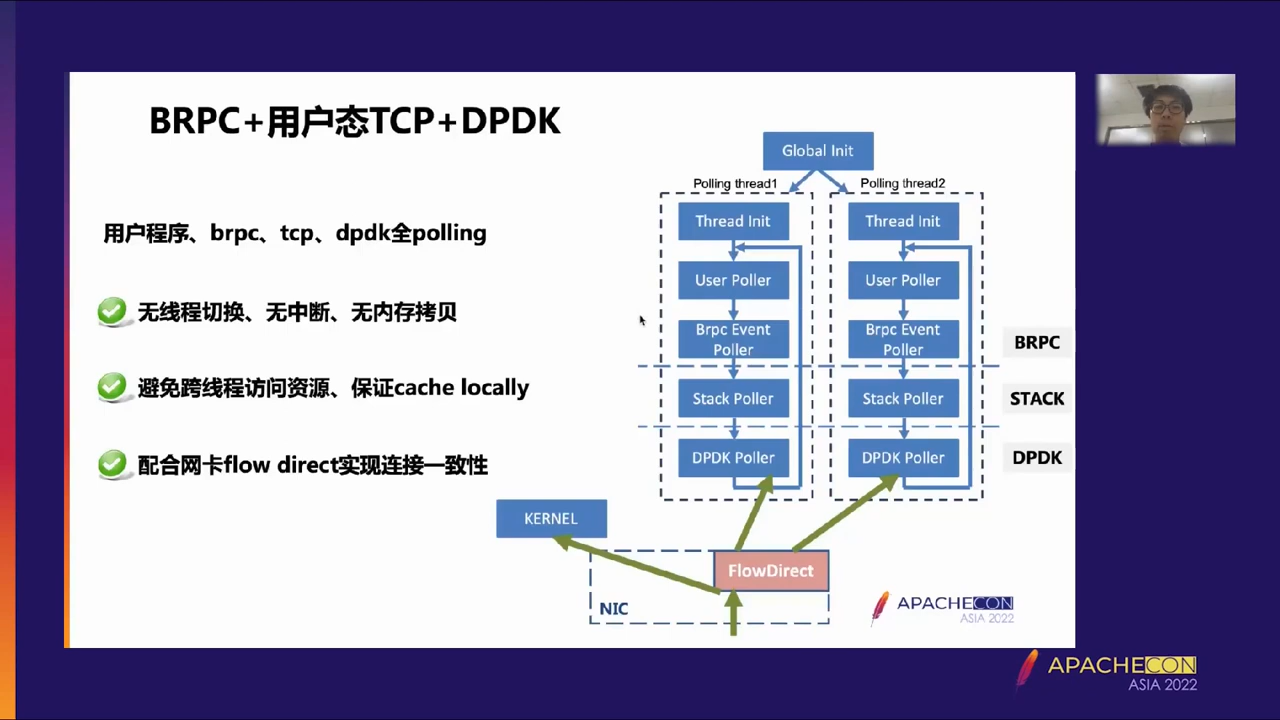 BRPC+用户态TCP+DPDK
用户程序、brpc、tcp、dpdk全polling
无线程切换、无中断、无内存拷贝
避免跨线程访问资源、保证cache locally
配合网卡flow direct实现连接一致性
Global Init
Polling thread1
Polling thread2
Thread Init
Thread Init
User Poller
User Poller
Brpc Event
Poller
Brpc Event
Poller
BRPC
Stack Poller
Stack Poller
STACK
DPDK Poller
DPDK Poller
DPDK
KERNEL
FlowDirect
NIC
APACHECON
ASIA 2022
APACHECON
ASIA 2022